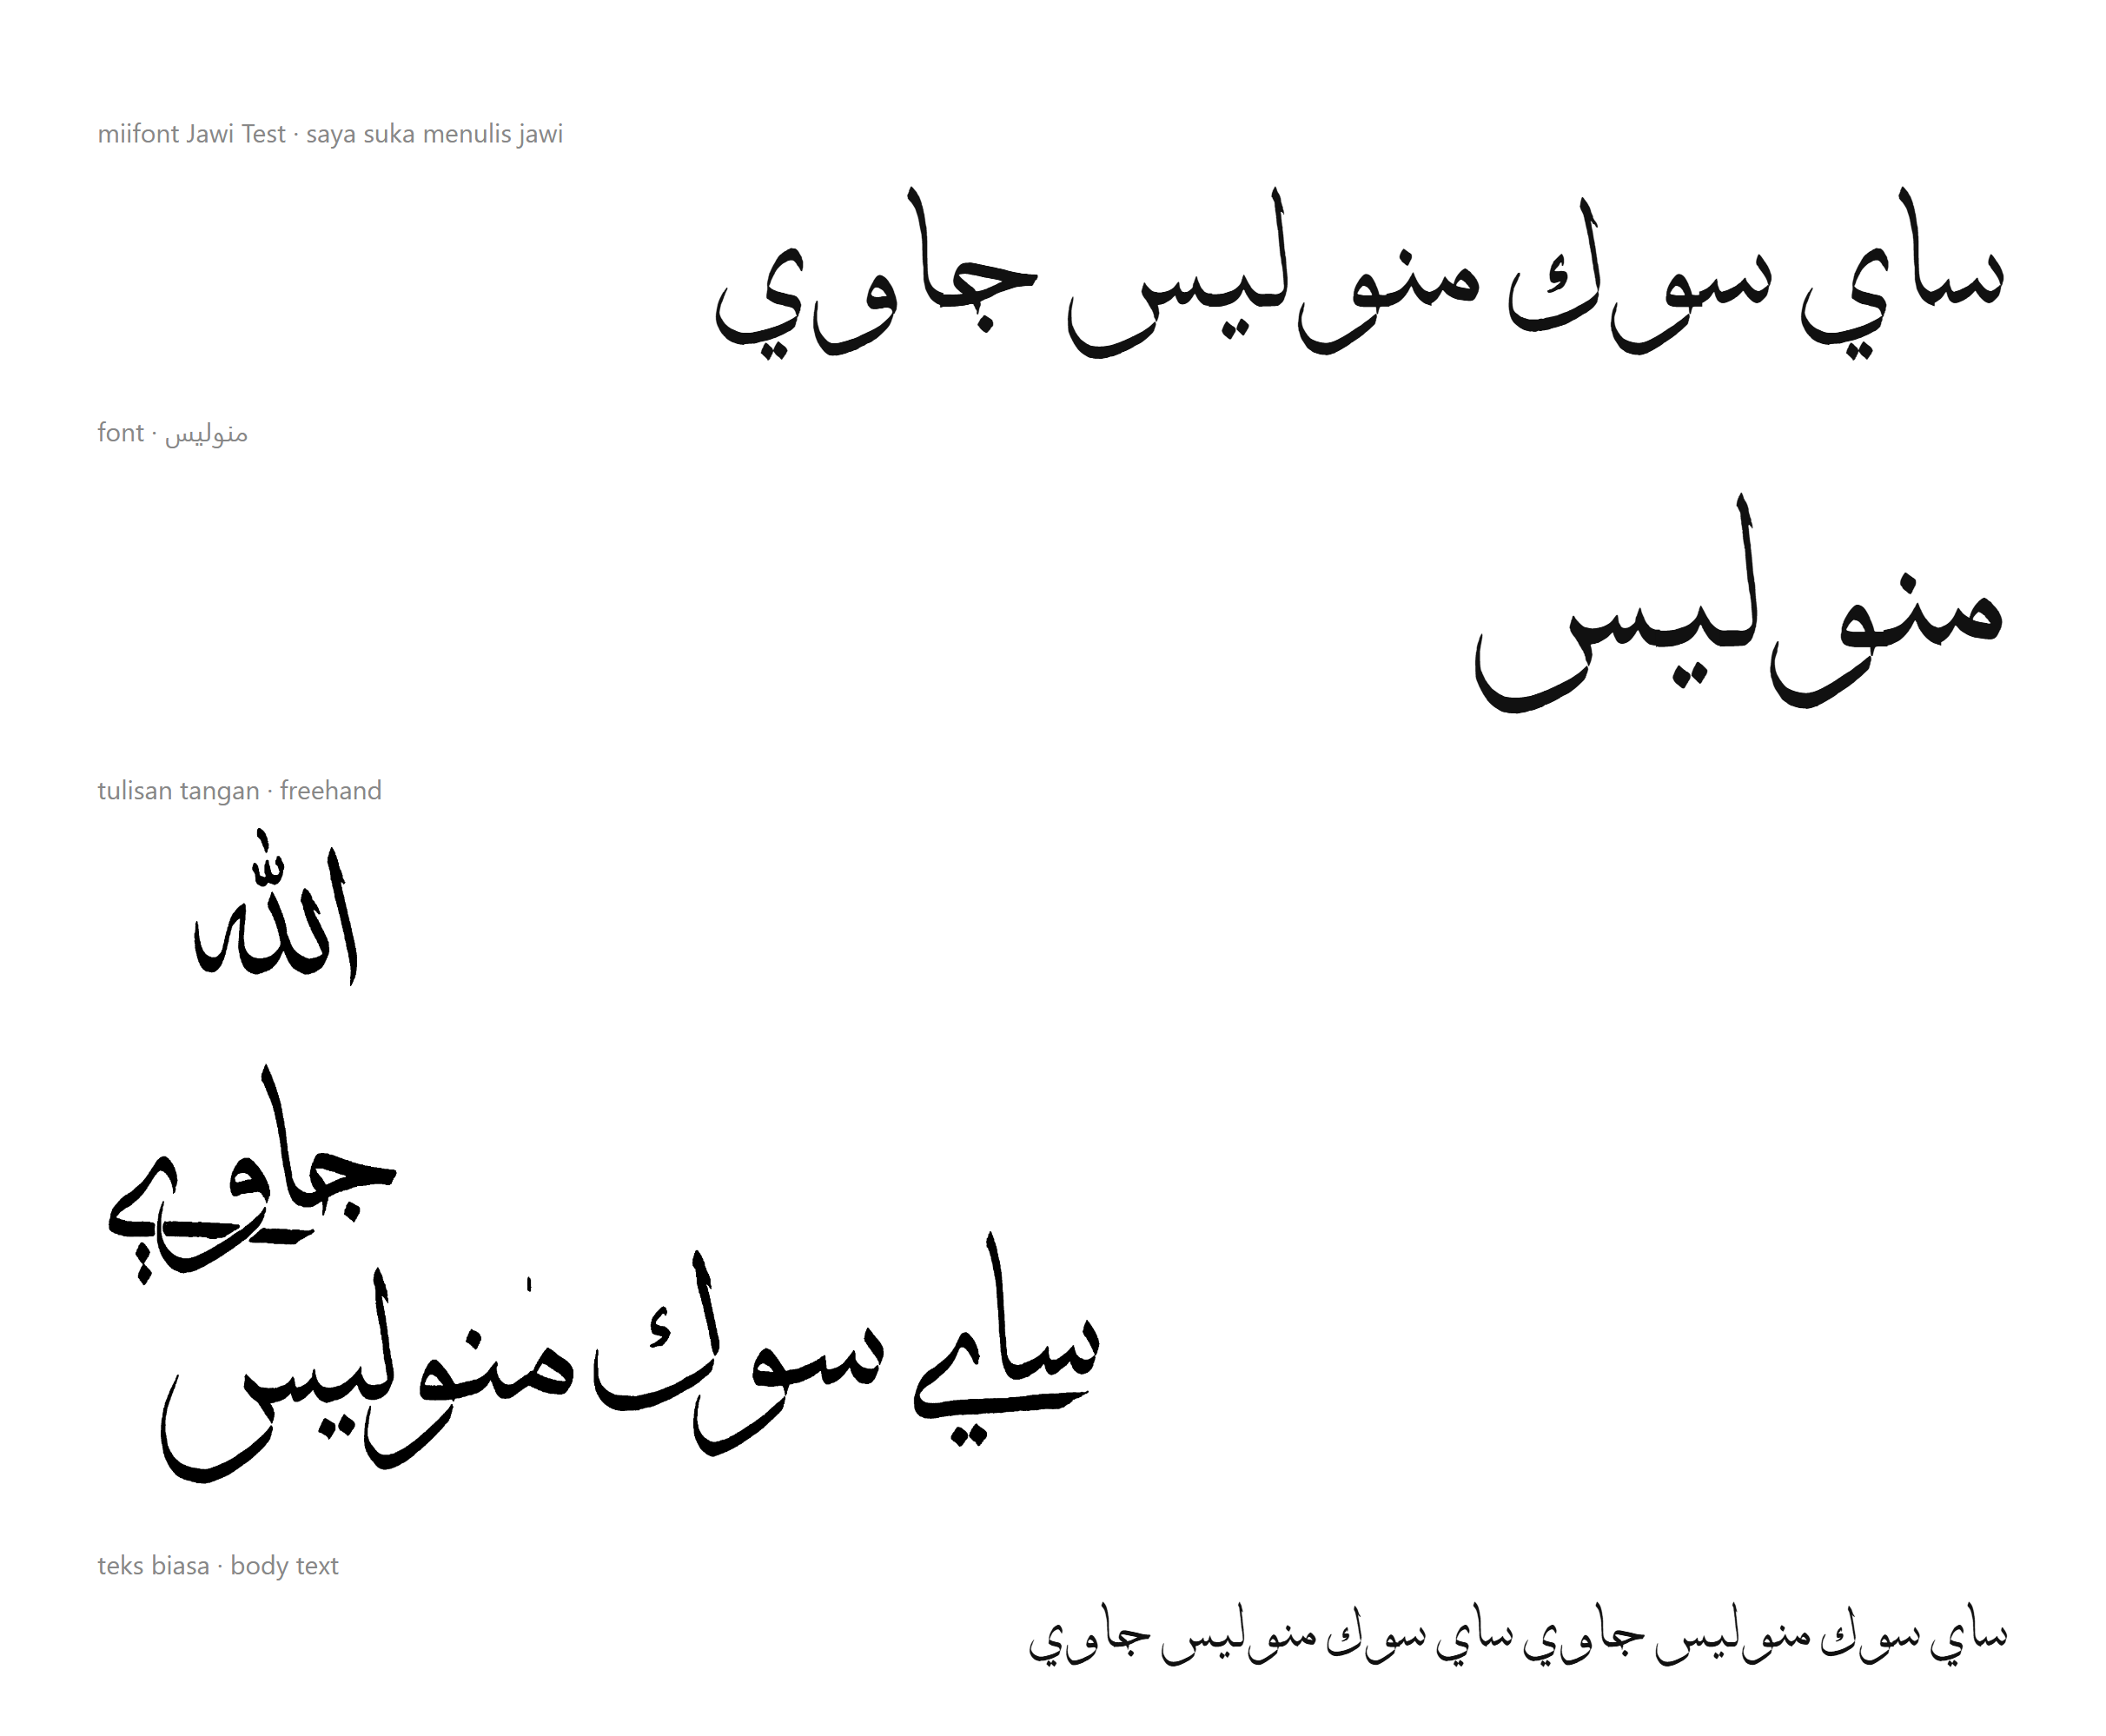 miifont Jawi Test · saya suka menulis jawi
ساي سوك منوليس جاوي
font · منوليس
منوليس
tulisan tangan · freehand
الله
جاوي
ساي سوك منوليس
teks biasa · body text
ساي سوك منوليس جاوي ساي سوك منوليس جاوي